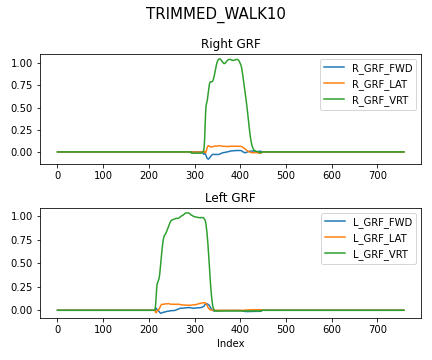 TRIMMED_WALK10
Right GRF
1.00
0.75
0.50
0.25
0.00
R_GRF_FWD
R_GRF_LAT
R_GRF_VRT
0 100 200 300 400 500 600 700
Left GRF
1.00
0.75
0.50
0.25
0.00
L_GRF_FWD
L_GRF_LAT
L_GRF_VRT
0 100 200 300 400 500 600 700
Index